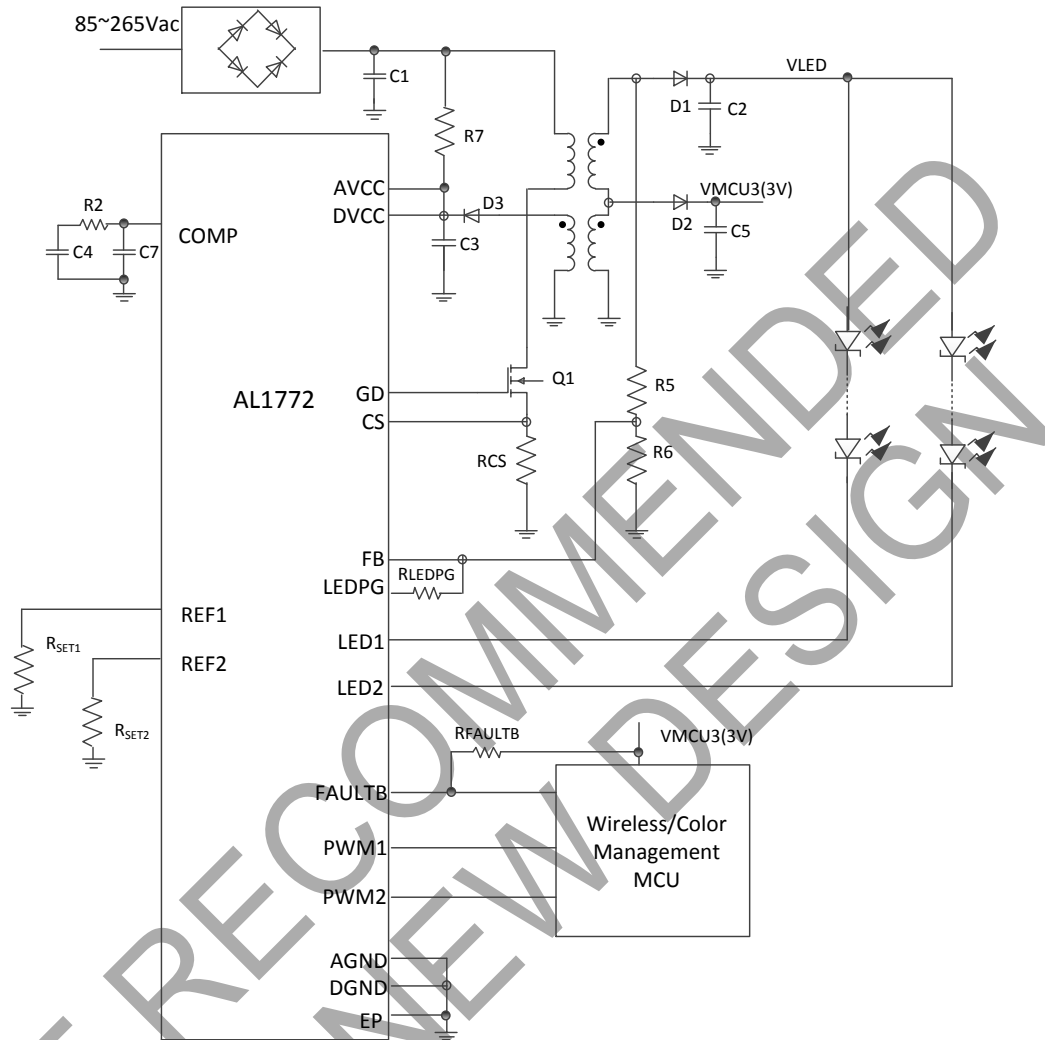 85~265Vac
C1
R7
D1
C2
VLED
D2
VMCU3(3V)
C5
AVCC
DVCC
D3
C3
R2
C4
C7
COMP
AL1772
GD
CS
Q1
RCS
R5
R6
FB
LEDPG
RLEDPG
REF1
REF2
RSET1
RSET2
LED1
LED2
RFAULTB
VMCU3(3V)
FAULTB
PWM1
PWM2
Wireless/Color
Management
MCU
AGND
DGND
EP
RECOMMENDED
NEW DESIGN